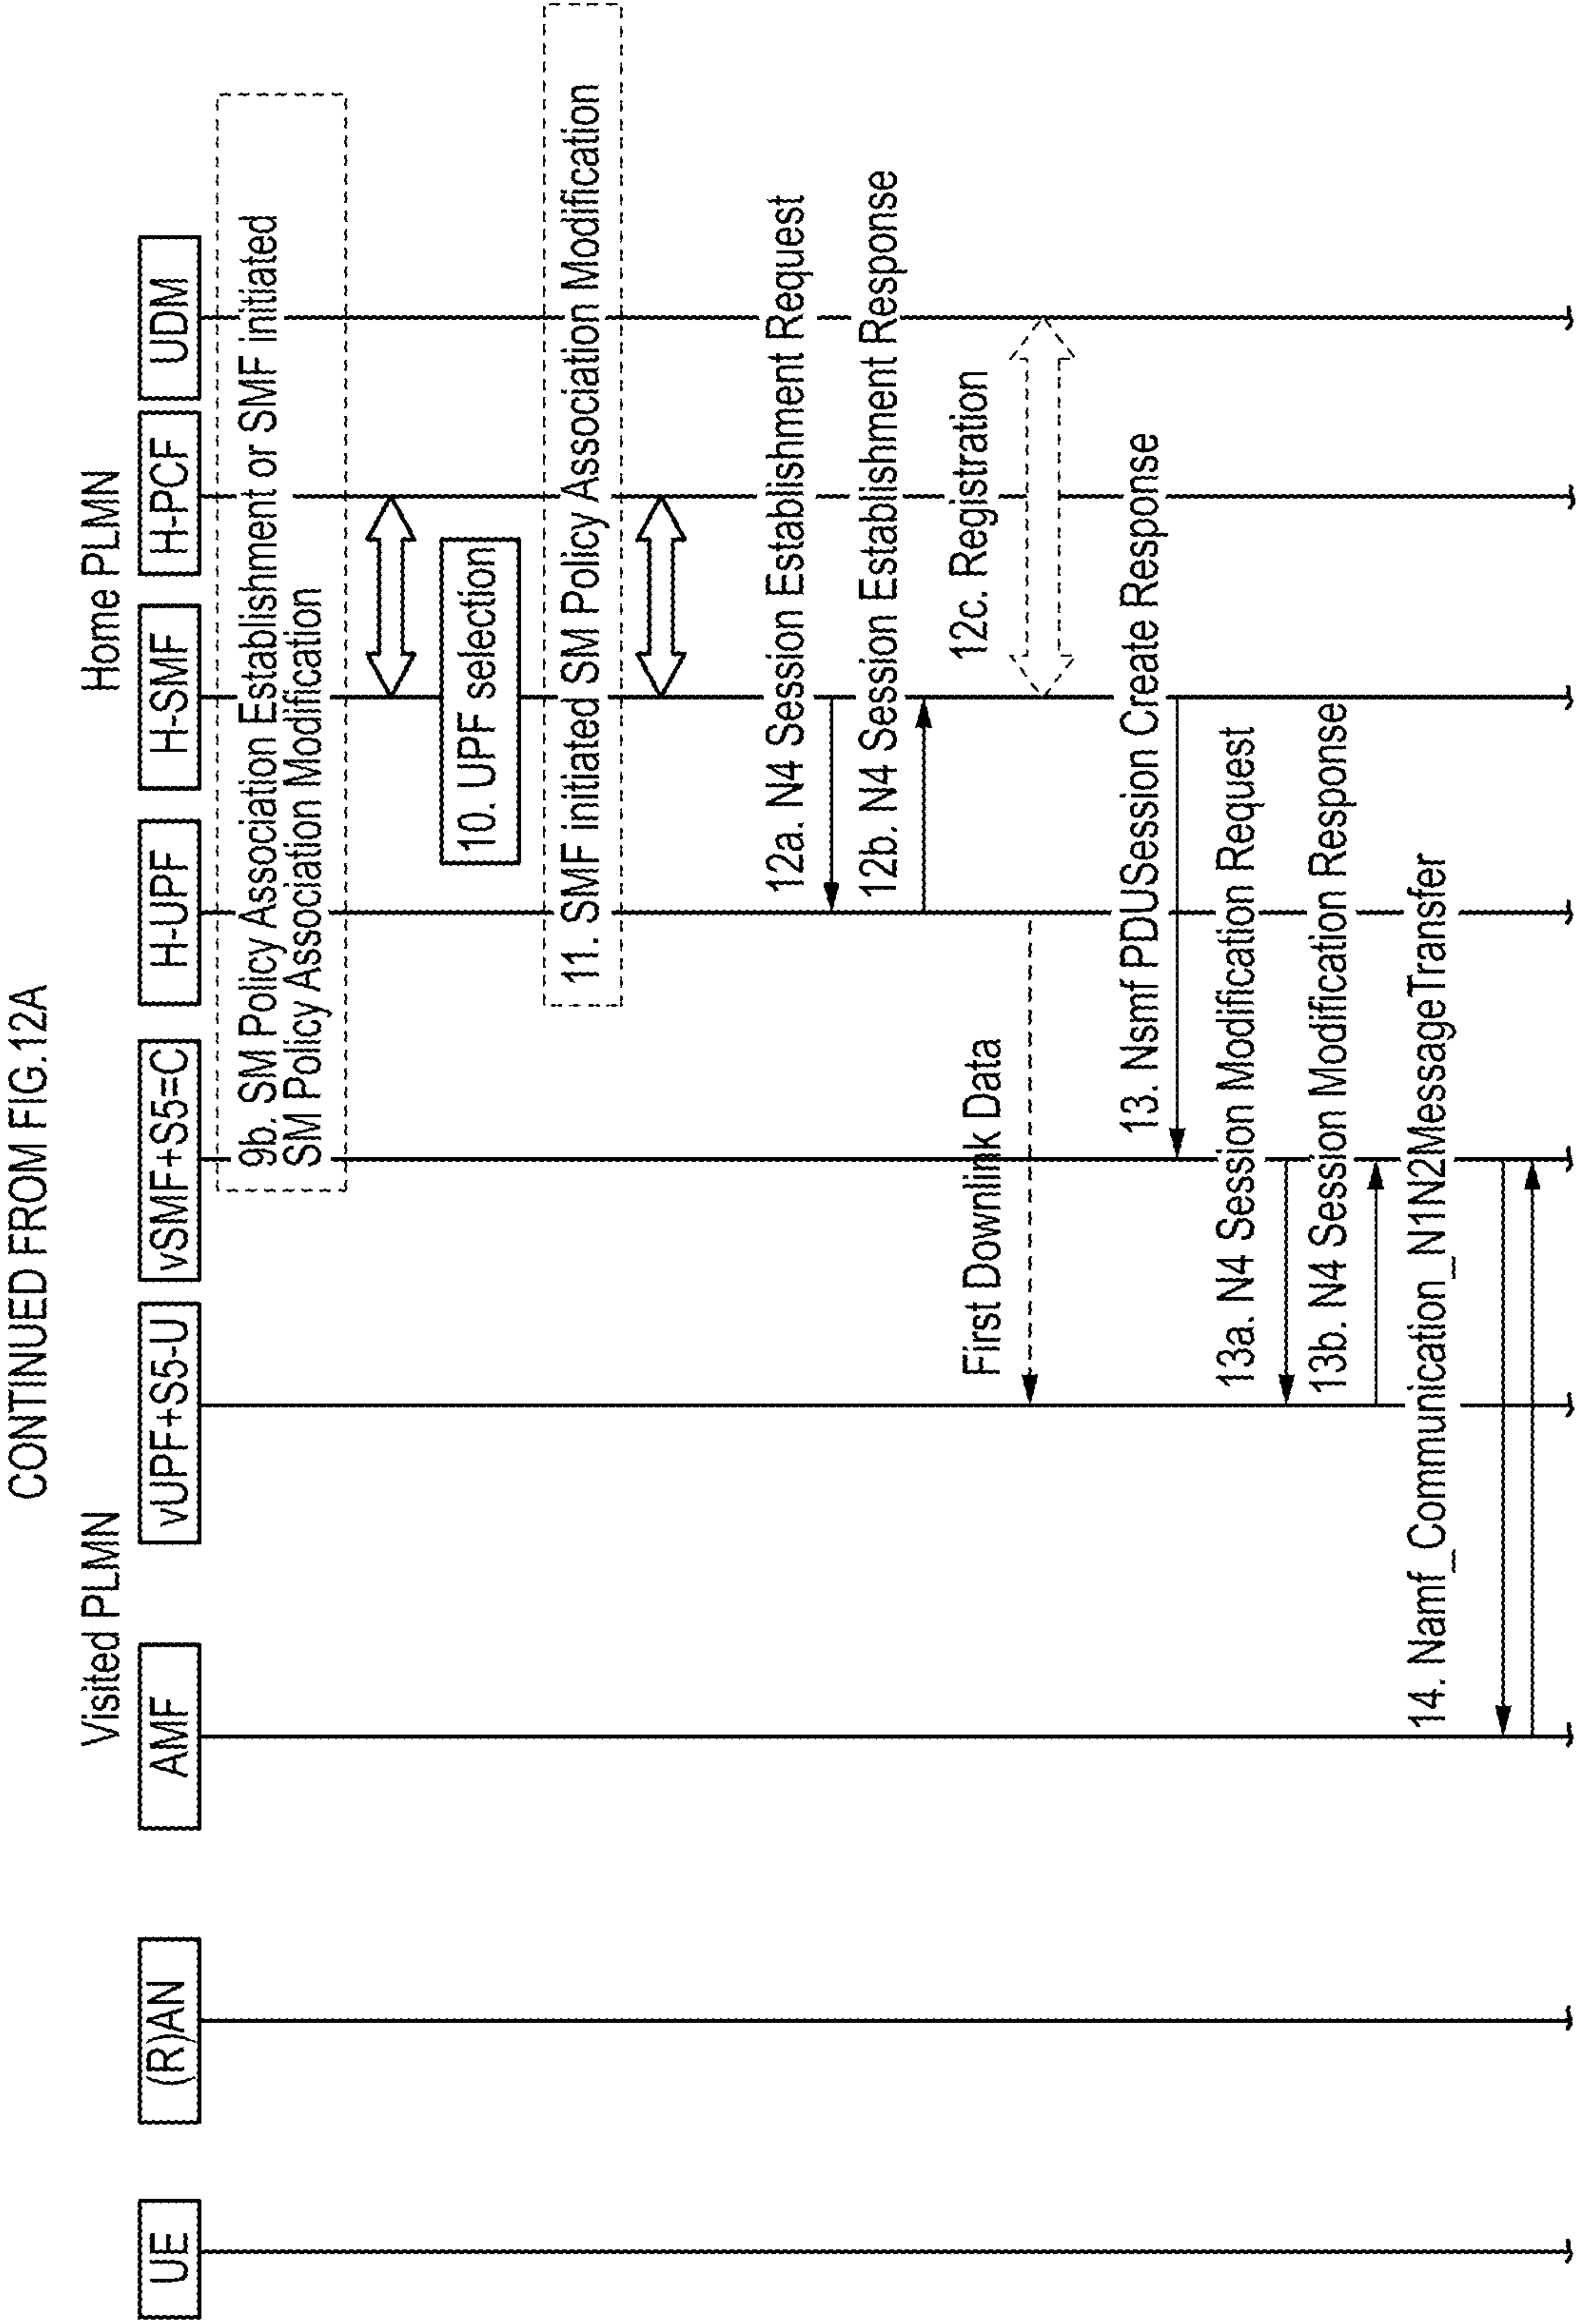 CONTINUED FROM FIG.12A
Visited PLMN
Home PLMN
UE
(R)AN
AMF
vUPF+S5-U
vSMF+S5=C
H-UPF
H-SMF
H-PCF
UDM
9b. SM Policy Association Establishment or SMF initiated
SM Policy Association Modification
10. UPF selection
11. SMF initiated SM Policy Association Modification
12a. N4 Session Establishment Request
12b. N4 Session Establishment Response
12c. Registration
First Downlink Data
13. Nsmf PDUSession Create Response
13a. N4 Session Modification Request
13b. N4 Session Modification Response
14. Namf_Communication_N1N2MessageTransfer